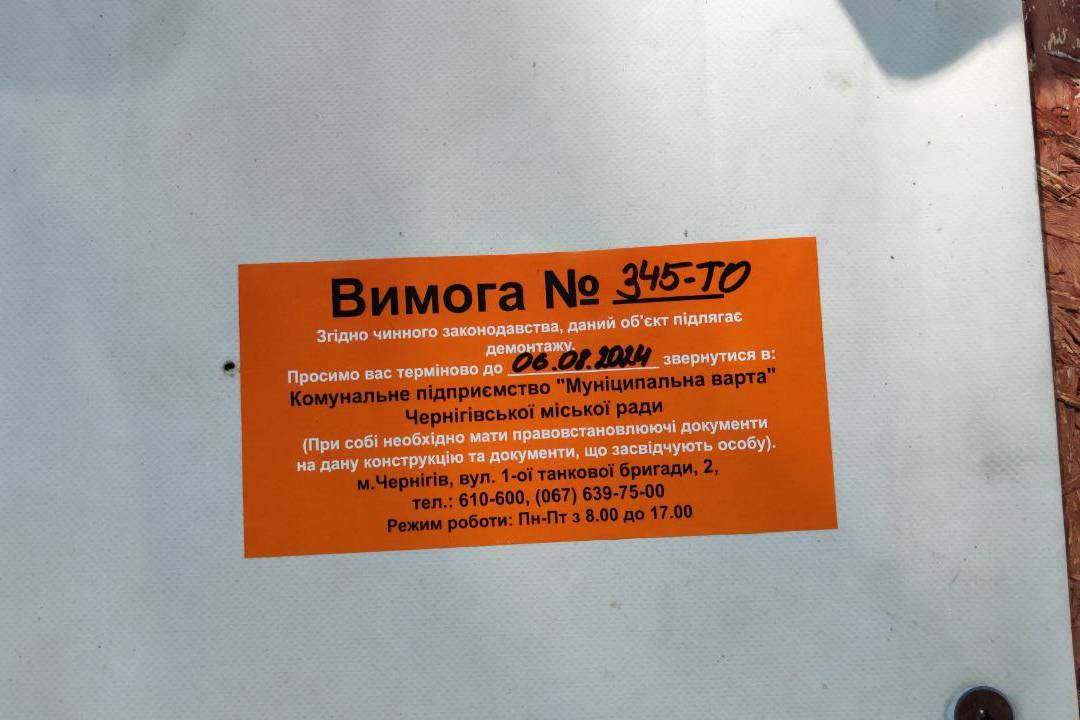 Вимога № 345-ТО
Згідно чинного законодавства, даний об'єкт підлягає
демонтажу.
Просимо вас терміново до 06.08.2024 звернутися в:
Комунальне підприємство "Муніципальна варта"
Чернігівської міської ради
(При собі необхідно мати правовстановлюючі документи
на дану конструкцію та документи, що засвідчують особу).
м.Чернігів, вул. 1-ої танкової бригади, 2,
тел.: 610-600, (067) 639-75-00
Режим роботи: Пн-Пт з 8.00 до 17.00